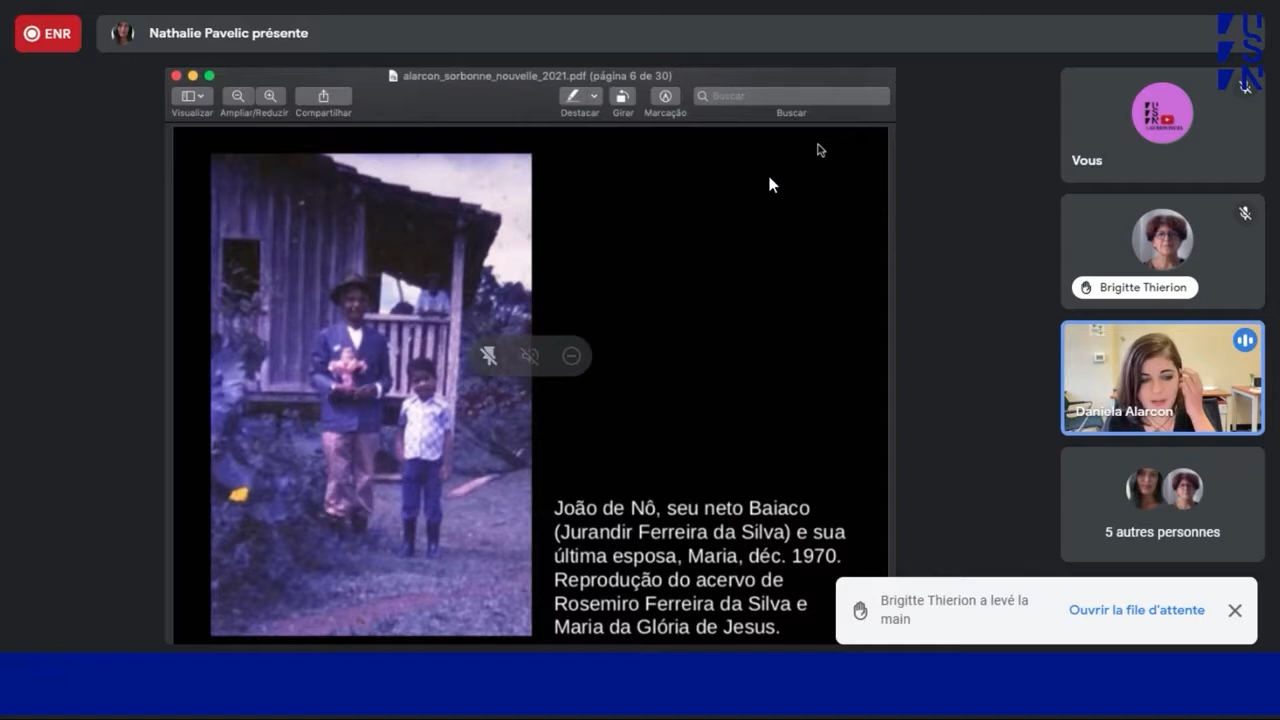 ENR
Nathalie Pavelic présente
alarcon_sorbonne_nouvelle_2021.pdf (página 6 de 30)
Buscar
Visualizar
Ampliar/Reduzir
Compartilhar
Destacar
Girar
Marcação
Buscar
João de Nô, seu neto Baiaco
(Jurandir Ferreira da Silva) e sua
última esposa, Maria, déc. 1970.
Reprodução do acervo de
Rosemiro Ferreira da Silva e
Maria da Glória de Jesus.
USN
Vous
Brigitte Thierion
Daniela Alarcon
5 autres personnes
Brigitte Thierion a levé la
main
Ouvrir la file d'attente